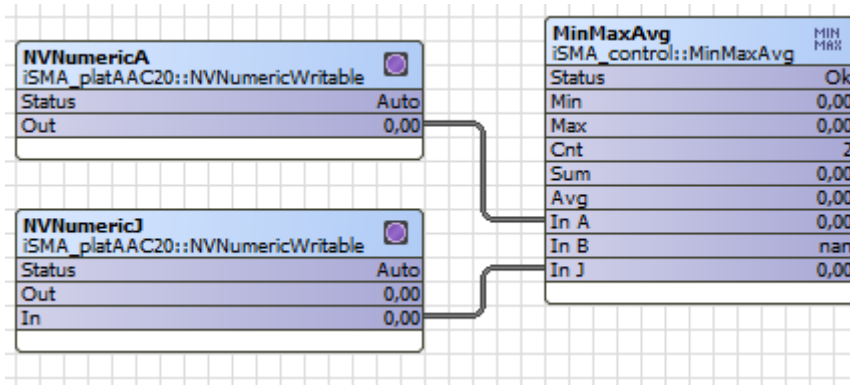 NVNumericA
iSMA_platAAC20::NVNumericWritable
Status Auto
Out 0,00
NVNumericJ
iSMA_platAAC20::NVNumericWritable
Status Auto
Out 0,00
In 0,00
MinMaxAvg
iSMA_control::MinMaxAvg
MIN
MAX
Status Ok
Min 0,00
Max 0,00
Cnt 2
Sum 0,00
Avg 0,00
In A 0,00
In B nan
In J 0,00